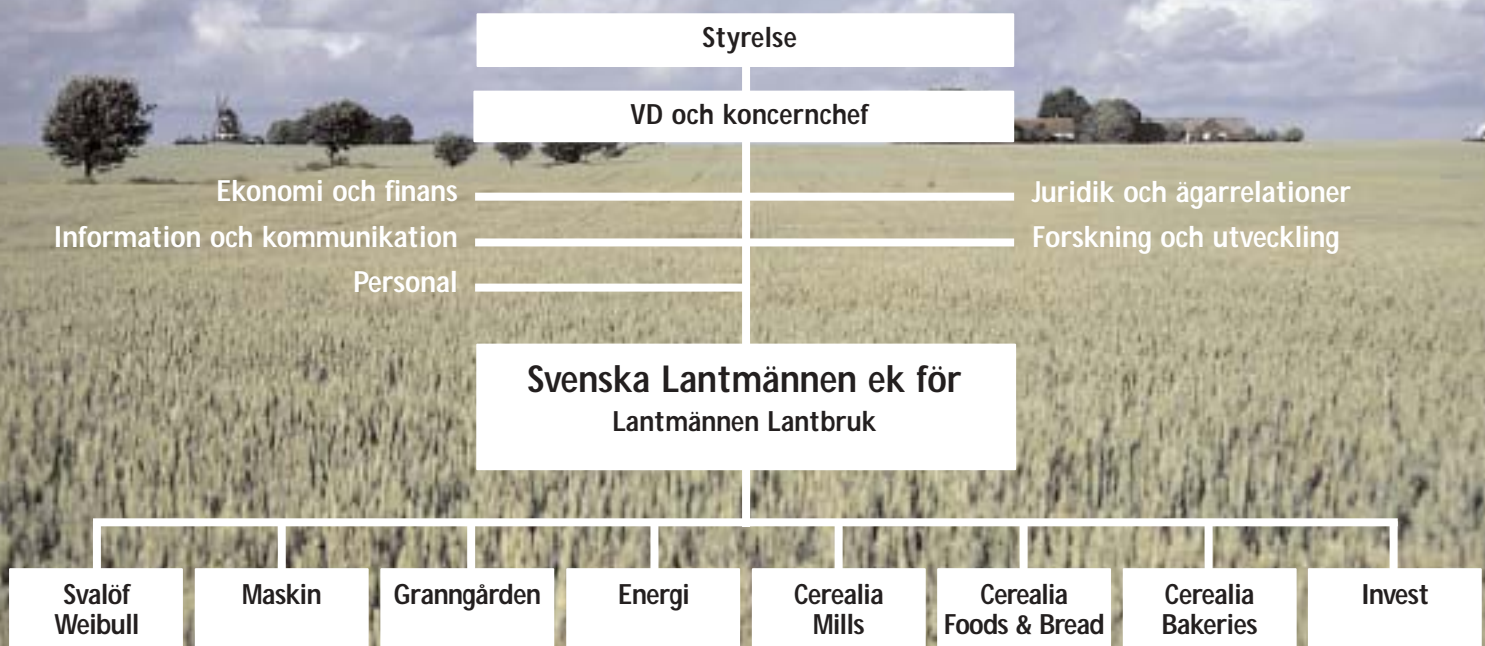 Styrelse
VD och koncernchef
Ekonomi och finans
Juridik och ägarrelationer
Information och kommunikation
Forskning och utveckling
Personal
Svenska Lantmännen ek för
Lantmännen Lantbruk
Svalöf
Weibull
Maskin
Granngården
Energi
Cerealia
Mills
Cerealia
Foods & Bread
Cerealia
Bakeries
Invest